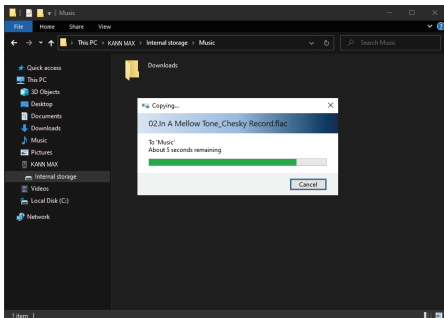 Music
File Home Share View
This PC › KANN MAX › Internal storage › Music
Search Music
Quick access
This PC
3D Objects
Desktop
Documents
Downloads
Music
Pictures
KANN MAX
Internal storage
Videos
Local Disk (C:)
Network
Downloads
Copying...
02.In A Mellow Tone_Chesky Record.flac
To 'Music'
About 5 seconds remaining
Cancel
1 item